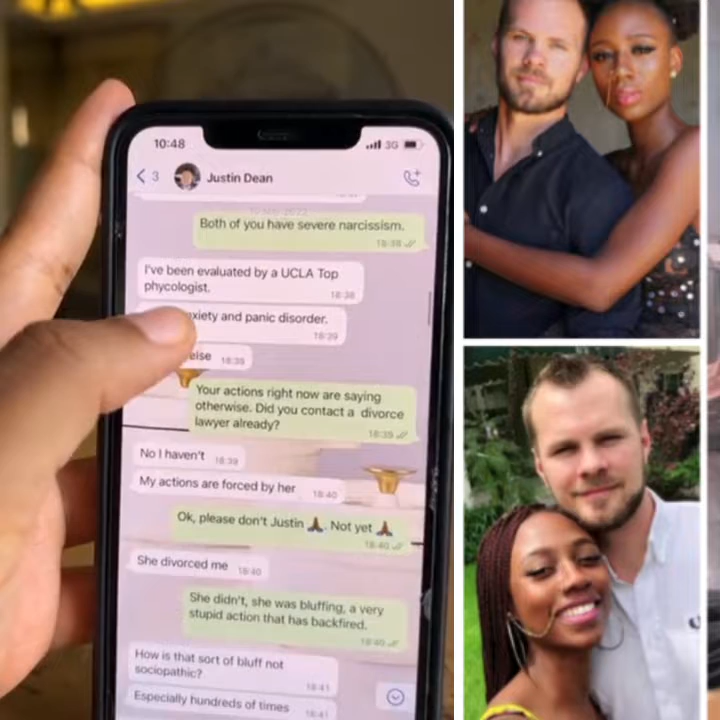 10:48
3G
3
Justin Dean
Both of you have severe narcissism.
18:38
I've been evaluated by a UCLA Top
phycologist.
18:38
xiety and panic disorder.
18:39
else 18:39
Your actions right now are saying
otherwise. Did you contact a divorce
lawyer already?
18:39
No I haven't 18:39
My actions are forced by her 18:40
Ok, please don't Justin 🙏🏾. Not yet 🙏🏾
18:40
She divorced me 18:40
She didn't, she was bluffing, a very
stupid action that has backfired.
18:40
How is that sort of bluff not
sociopathic?
18:41
Especially hundreds of times
18:41